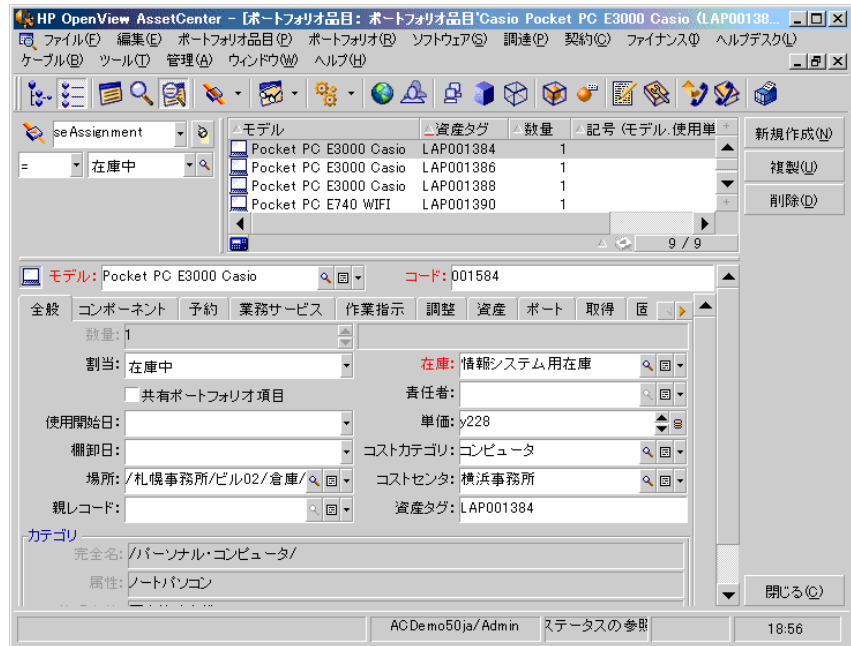 HP OpenView AssetCenter - [ポートフォリオ品目: ポートフォリオ品目'Casio Pocket PC E3000 Casio (LAP00138...
ファイル(F) 編集(E) ポートフォリオ品目(P) ポートフォリオ(R) ソフトウェア(S) 調達(P) 契約(C) ファイナンス(I) ヘルプデスク(L)
ケーブル(B) ツール(T) 管理(A) ウィンドウ(W) ヘルプ(H)
seAssignment
= 在庫中
モデル 資産タグ 数量 記号 (モデル.使用単
Pocket PC E3000 Casio LAP001384 1
Pocket PC E3000 Casio LAP001386 1
Pocket PC E3000 Casio LAP001388 1
Pocket PC E740 WIFI LAP001390 1
9 / 9
新規作成(N)
複製(U)
削除(D)
モデル: Pocket PC E3000 Casio コード: 001584
全般 コンポーネント 予約 業務サービス 作業指示 調整 資産 ポート 取得
数量: 1
割当: 在庫中 在庫: 情報システム用在庫
共有ポートフォリオ項目 責任者:
使用開始日: 単価: y228
棚卸日: コストカテゴリ: コンピュータ
場所: /札幌事務所/ビル02/倉庫/ コストセンタ: 横浜事務所
親レコード: 資産タグ: LAP001384
カテゴリ
完全名: /パーソナル・コンピュータ/
属性: ノートパソコン
閉じる(C)
ACDemo50ja/Admin ステータスの参照 18:56